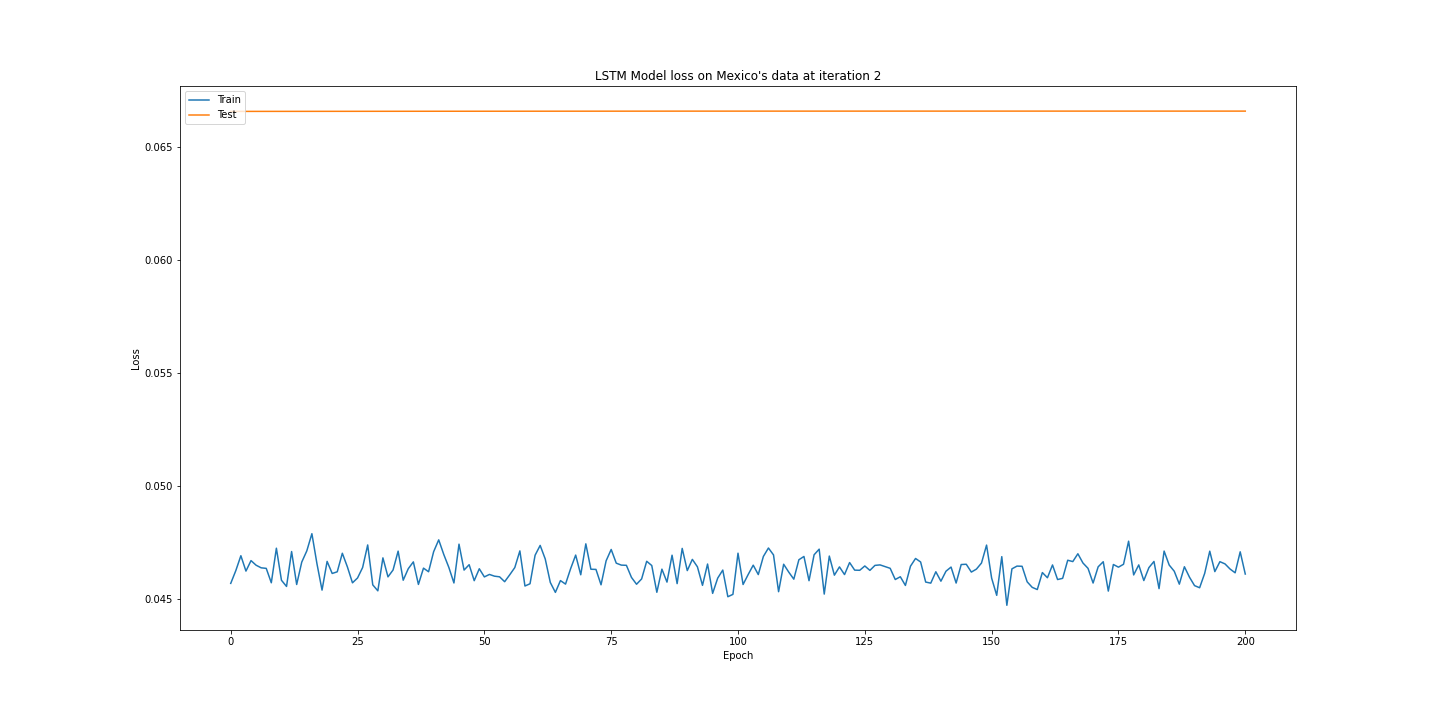 LSTM Model loss on Mexico's data at iteration 2
Train
Test
0.065
0.060
0.055
0.050
0.045
Loss
0 25 50 75 100 125 150 175 200
Epoch